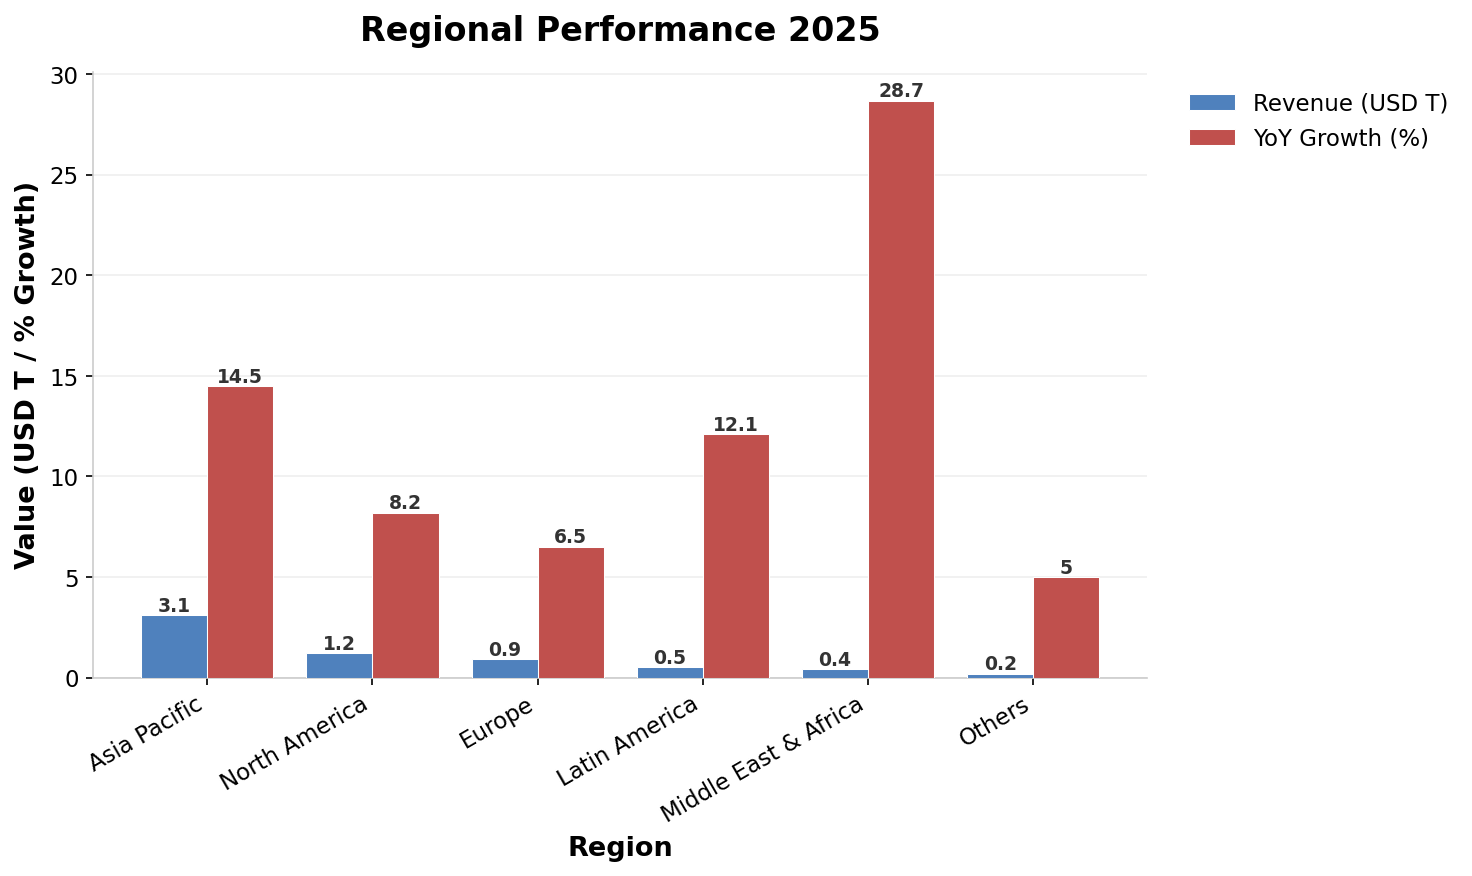 Regional Performance 2025
Revenue (USD T)
YoY Growth (%)
Value (USD T / % Growth)
30
25
20
15
10
5
0
3.1
14.5
1.2
8.2
0.9
6.5
0.5
12.1
0.4
28.7
0.2
5
Asia Pacific
North America
Europe
Latin America
Middle East & Africa
Others
Region